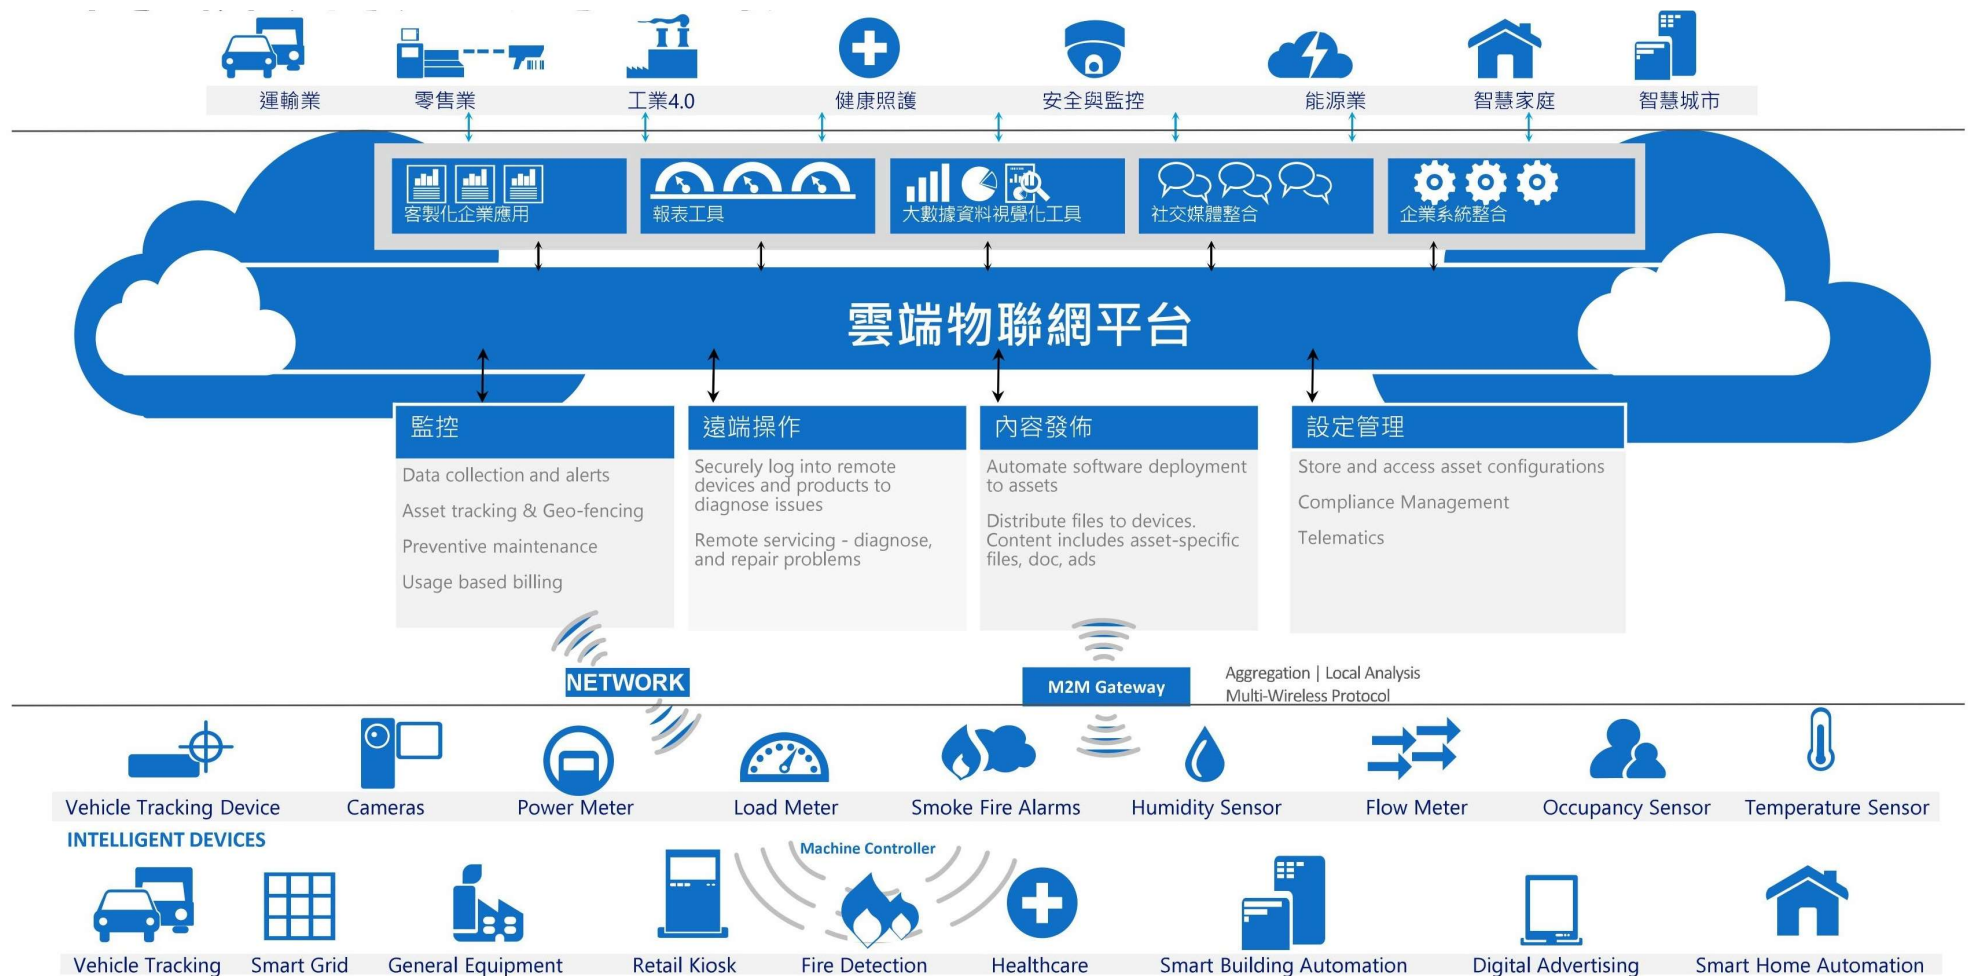 運輸業
零售業
工業4.0
健康照護
安全與監控
能源業
智慧家庭
智慧城市
客製化企業應用
報表工具
大數據資料視覺化工具
社交媒體整合
企業系統整合
雲端物聯網平台
監控
Data collection and alerts
Asset tracking & Geo-fencing
Preventive maintenance
Usage based billing
遠端操作
Securely log into remote
devices and products to
diagnose issues
Remote servicing - diagnose,
and repair problems
內容發佈
Automate software deployment
to assets
Distribute files to devices.
Content includes asset-specific
files, doc, ads
設定管理
Store and access asset configurations
Compliance Management
Telematics
NETWORK
M2M Gateway
Aggregation | Local Analysis
Multi-Wireless Protocol
Vehicle Tracking Device
Cameras
Power Meter
Load Meter
Smoke Fire Alarms
Humidity Sensor
Flow Meter
Occupancy Sensor
Temperature Sensor
INTELLIGENT DEVICES
Machine Controller
Vehicle Tracking
Smart Grid
General Equipment
Retail Kiosk
Fire Detection
Healthcare
Smart Building Automation
Digital Advertising
Smart Home Automation